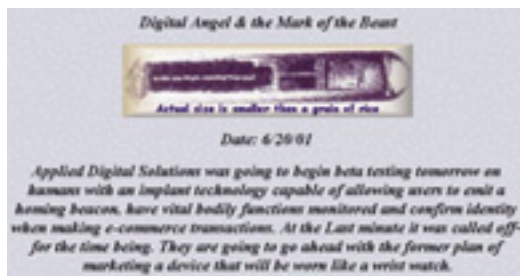 Digital Angel & the Mark of the Beast
Actual size is smaller than a grain of rice
Date: 6/20/01
Applied Digital Solutions was going to begin beta testing tomorrow on
humans with an implant technology capable of allowing users to emit a
homing beacon, have vital bodily functions monitored and confirm identity
when making e-commerce transactions. At the Last minute it was called off-
for the time being. They are going to go ahead with the former plan of
marketing a device that will be worn like a wrist watch.